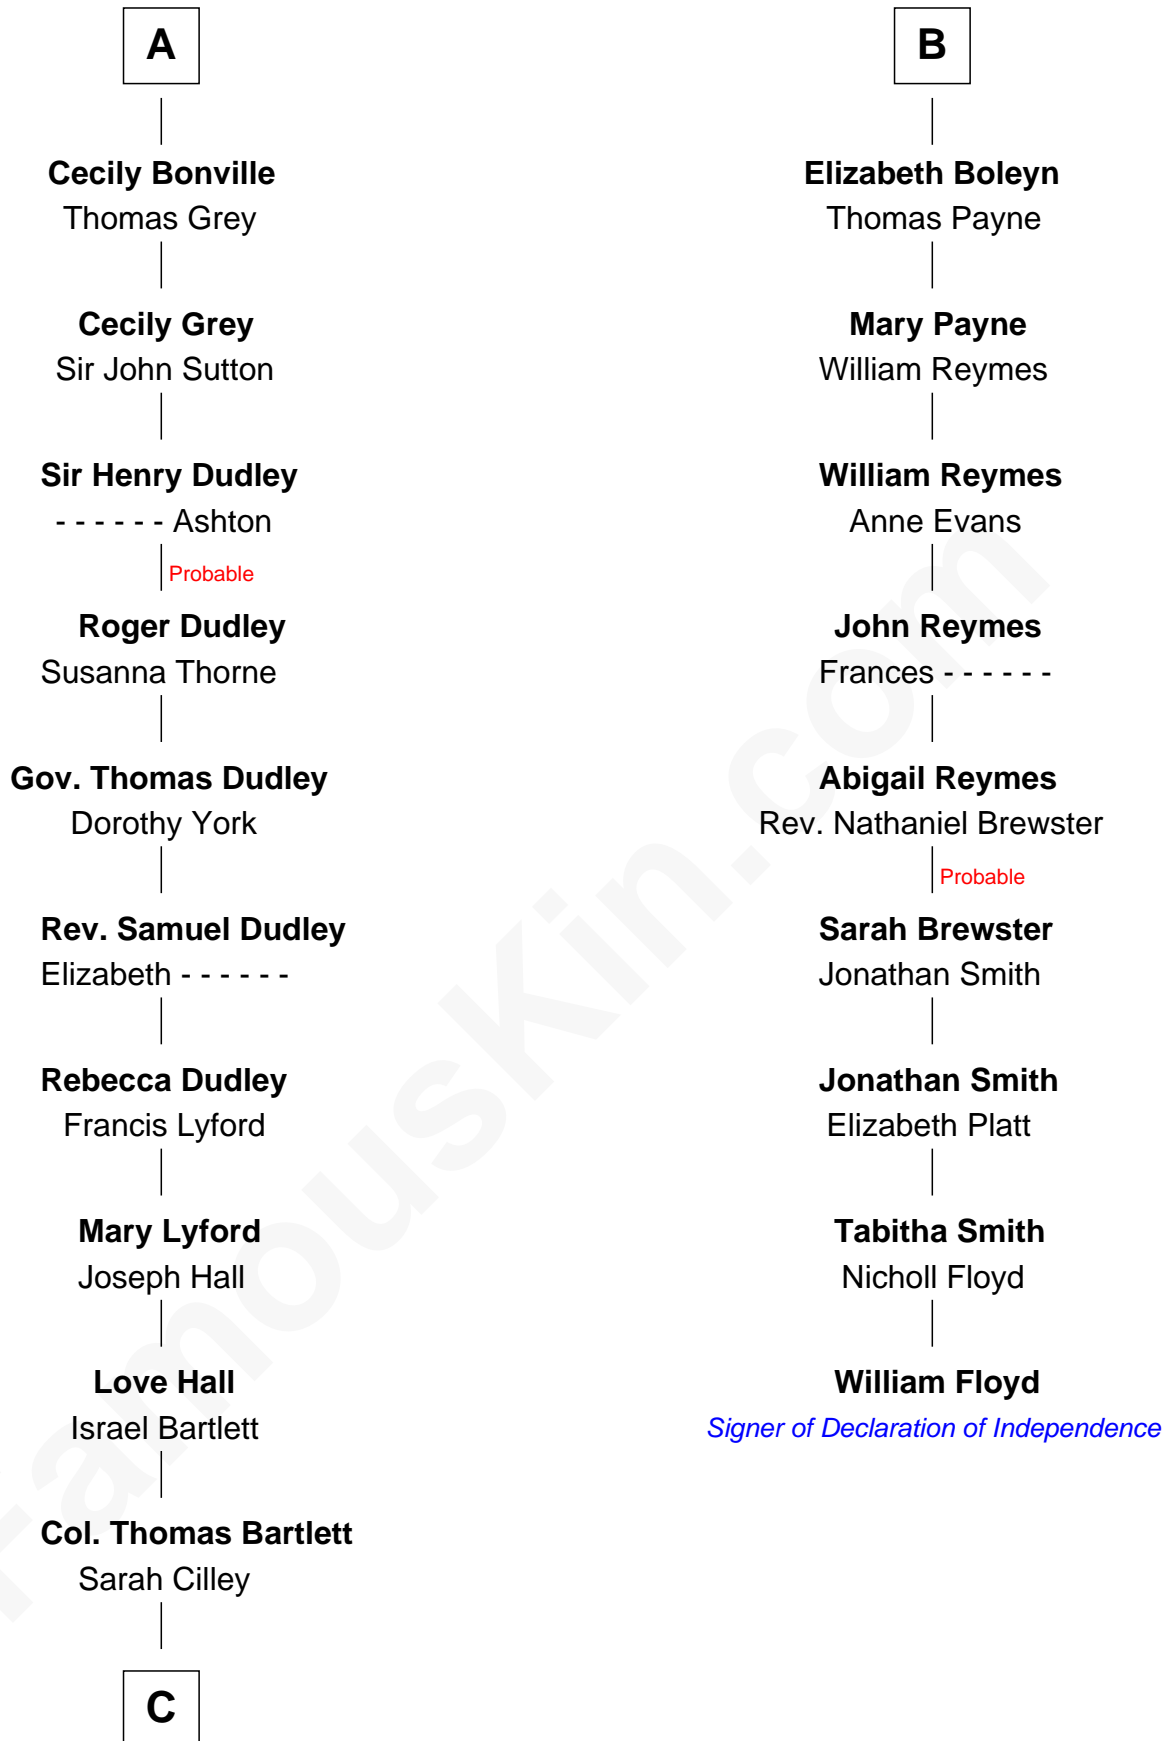 A
Cecily Bonville
Thomas Grey
Cecily Grey
Sir John Sutton
Sir Henry Dudley
- - - - - - Ashton
Probable
Roger Dudley
Susanna Thorne
Gov. Thomas Dudley
Dorothy York
Rev. Samuel Dudley
Elizabeth - - - - - -
Rebecca Dudley
Francis Lyford
Mary Lyford
Joseph Hall
Love Hall
Israel Bartlett
Col. Thomas Bartlett
Sarah Cilley
C
B
Elizabeth Boleyn
Thomas Payne
Mary Payne
William Reymes
William Reymes
Anne Evans
John Reymes
Frances - - - - - -
Abigail Reymes
Rev. Nathaniel Brewster
Probable
Sarah Brewster
Jonathan Smith
Jonathan Smith
Elizabeth Platt
Tabitha Smith
Nicholl Floyd
William Floyd
Signer of Declaration of Independence
FamousKin.com